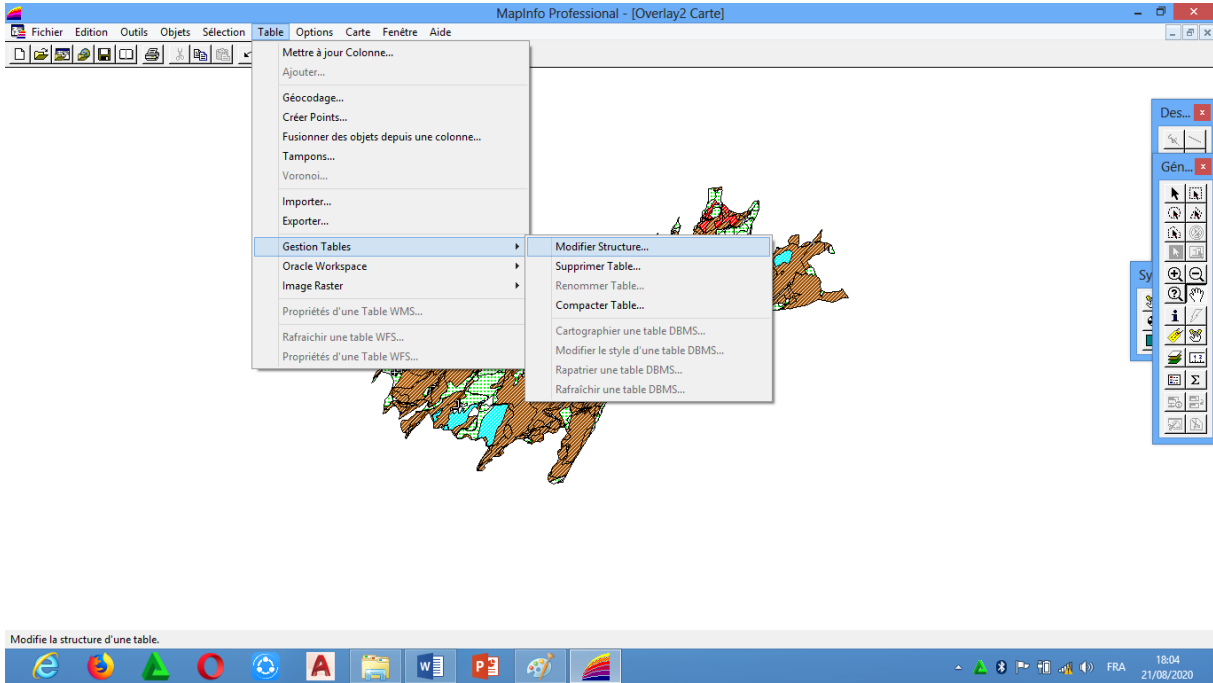 MapInfo Professional - [Overlay2 Carte]
Fichier Edition Outils Objets Sélection Table Options Carte Fenêtre Aide
Mettre à jour Colonne...
Ajouter...
Géocodage...
Créer Points...
Fusionner des objets depuis une colonne...
Tampons...
Voronoi...
Importer...
Exporter...
Gestion Tables
Oracle Workspace
Image Raster
Propriétés d'une Table WMS...
Rafraichir une table WFS...
Propriétés d'une Table WFS...
Modifier Structure...
Supprimer Table...
Renommer Table...
Compacter Table...
Cartographier une table DBMS...
Modifier le style d'une table DBMS...
Rapatrier une table DBMS...
Rafraîchir une table DBMS...
Des...
Gén...
Sy
Modifie la structure d'une table.
FRA
18:04
21/08/2020